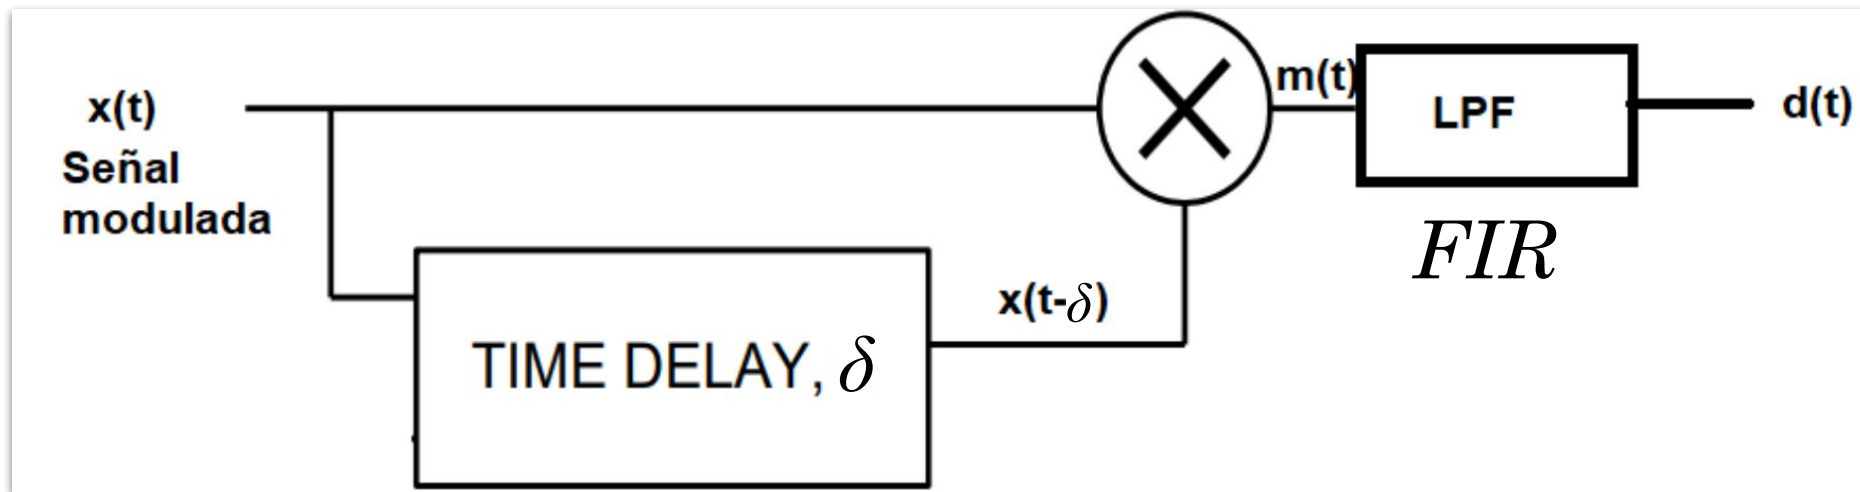 x(t)
Señal
modulada
TIME DELAY, δ
x(t-δ)
m(t)
LPF
FIR
d(t)